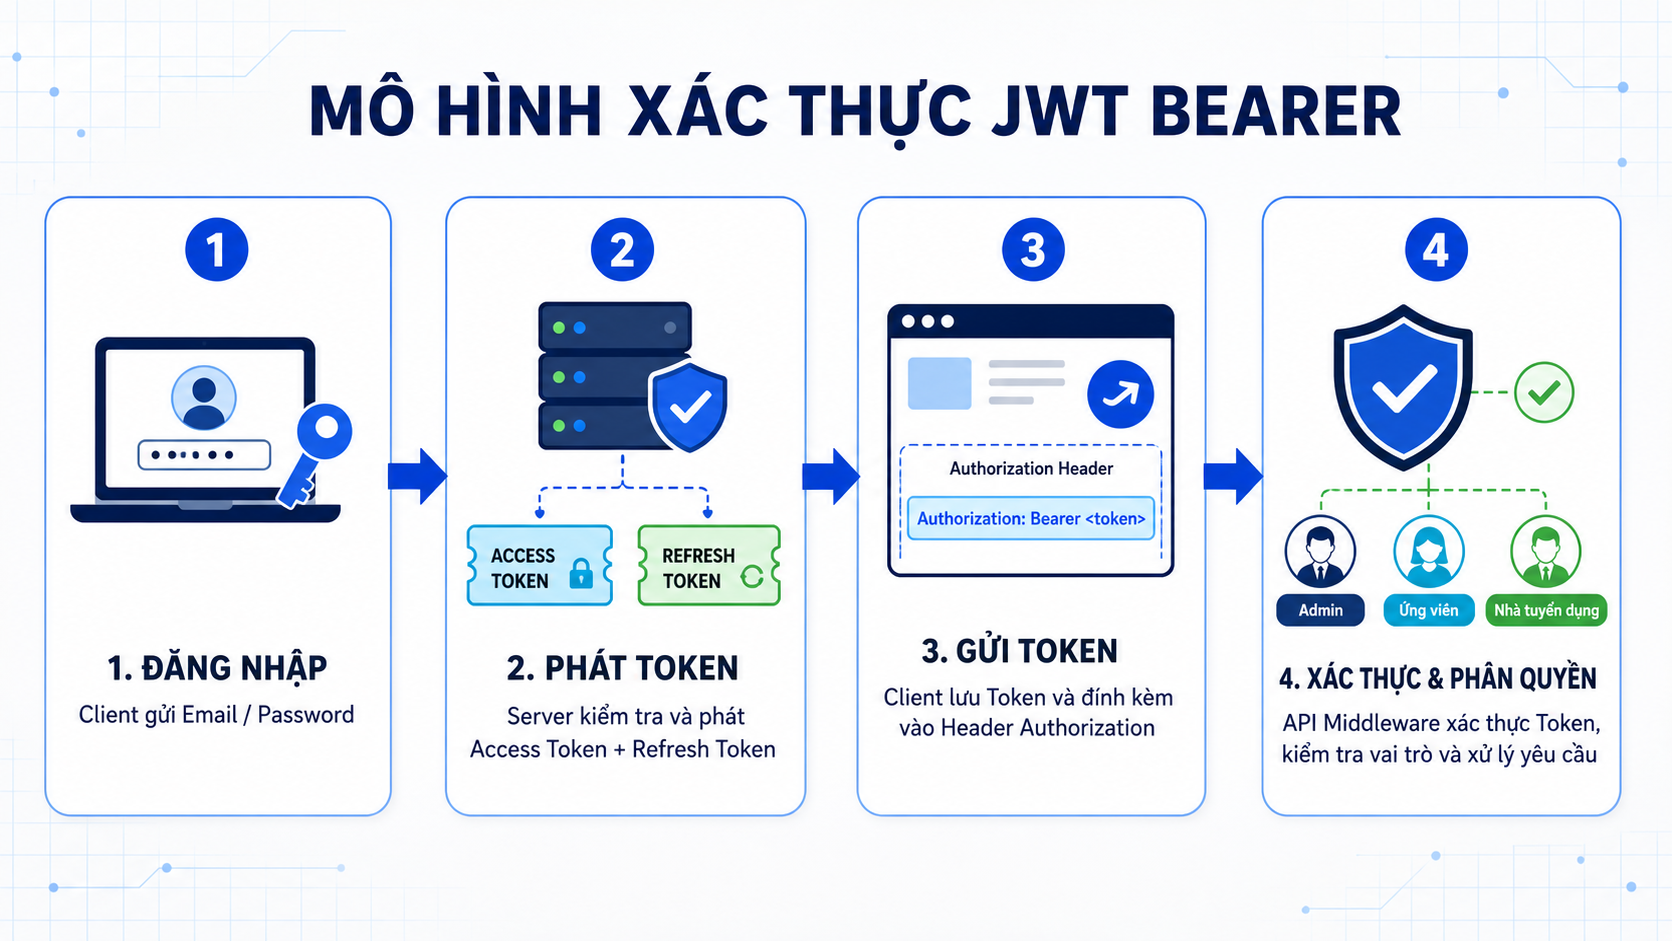 MÔ HÌNH XÁC THỰC JWT BEARER
1
1. ĐĂNG NHẬP
Client gửi Email / Password
2
ACCESS
TOKEN
REFRESH
TOKEN
2. PHÁT TOKEN
Server kiểm tra và phát
Access Token + Refresh Token
3
Authorization Header
Authorization: Bearer <token>
3. GỬI TOKEN
Client lưu Token và đính kèm
vào Header Authorization
4
Admin
Ứng viên
Nhà tuyển dụng
4. XÁC THỰC & PHÂN QUYỀN
API Middleware xác thực Token,
kiểm tra vai trò và xử lý yêu cầu